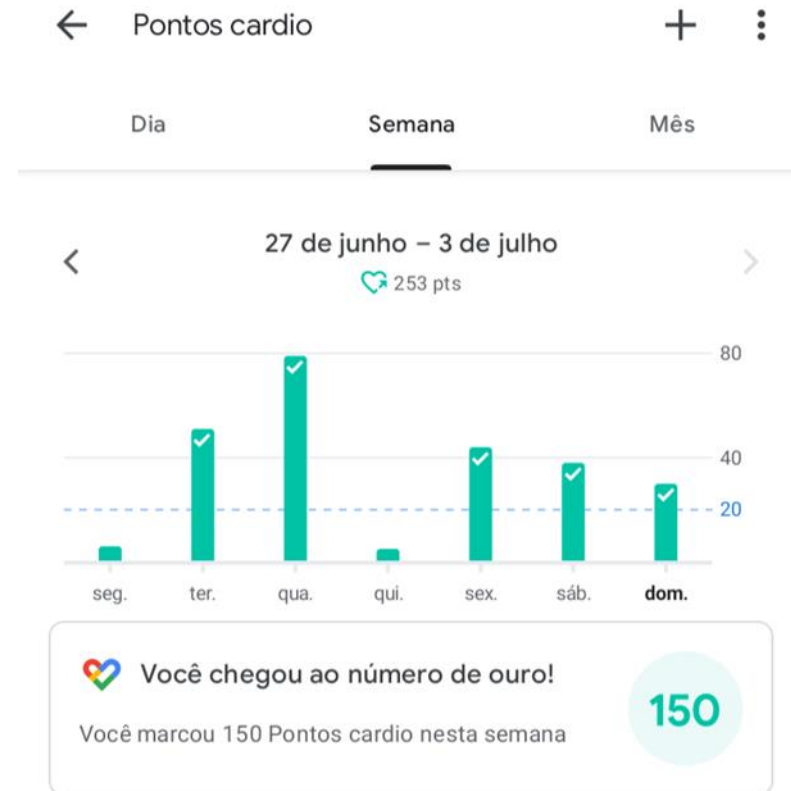 Pontos cardio
Dia Semana Mês
27 de junho – 3 de julho
253 pts
80
40
20
seg. ter. qua. qui. sex. sáb. dom.
Você chegou ao número de ouro!
Você marcou 150 Pontos cardio nesta semana
150